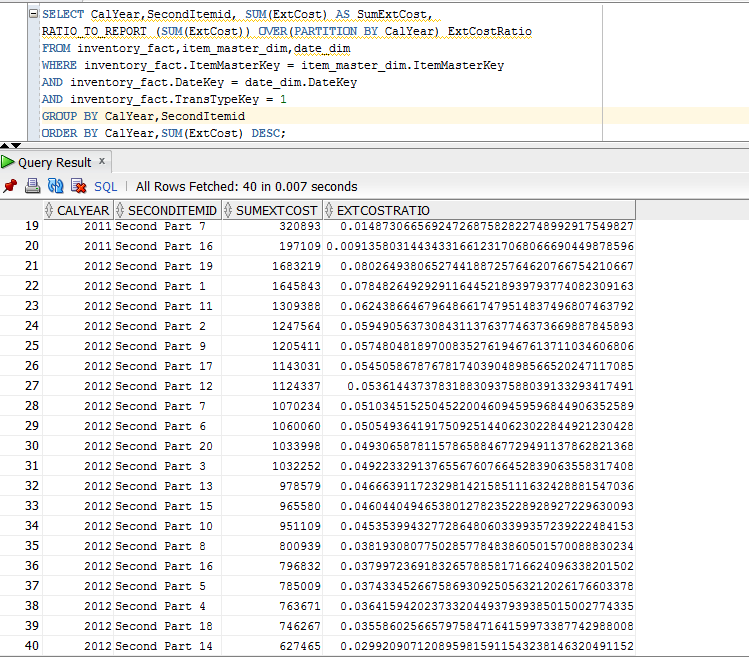 SELECT CalYear,SecondItemid, SUM(ExtCost) AS SumExtCost,
RATIO_TO_REPORT (SUM(ExtCost)) OVER(PARTITION BY CalYear) ExtCostRatio
FROM inventory_fact,item_master_dim,date_dim
WHERE inventory_fact.ItemMasterKey = item_master_dim.ItemMasterKey
AND inventory_fact.DateKey = date_dim.DateKey
AND inventory_fact.TransTypeKey = 1
GROUP BY CalYear,SecondItemid
ORDER BY CalYear,SUM(ExtCost) DESC;
Query Result x
SQL | All Rows Fetched: 40 in 0.007 seconds
CALYEAR SECONDITEMID SUMEXTCOST EXTCOSTRATIO
19 2011 Second Part 7 320893 0.0148730665692472687582822748992917549827
20 2011 Second Part 16 197109 0.00913580314434331661231706806669044987​8596
21 2012 Second Part 19 1683219 0.0802649380652744188725764620766754210667
22 2012 Second Part 1 1645843 0.0784826492929116445218939793774082309163
23 2012 Second Part 11 1309388 0.0624386646796486617479514837496807463792
24 2012 Second Part 2 1247564 0.0594905637308431137637746373669887845893
25 2012 Second Part 9 1205411 0.0574804818970083527619467613711034606806
26 2012 Second Part 17 1143031 0.0545058678767817403904898566520247117085
27 2012 Second Part 12 1124337 0.053614437378318830937588039133293417491
28 2012 Second Part 7 1070234 0.0510345152504522004609459596844906352589
29 2012 Second Part 6 1060060 0.0505493641917509251440623022844921230428
30 2012 Second Part 20 1033998 0.0493065878115786588467729491137862821368
31 2012 Second Part 3 1032252 0.0492233291376556760766452839063558317408
32 2012 Second Part 13 978579 0.0466639117232981421585111632428881547036
33 2012 Second Part 15 965580 0.0460440494653801278235228928927229630093
34 2012 Second Part 10 951109 0.0453539943277286480603399357239222484153
35 2012 Second Part 8 800939 0.0381930807750285778483860501570088830234
36 2012 Second Part 16 796832 0.0379972369183265788581716624096338201502
37 2012 Second Part 5 785009 0.0374334526675869309250563212026176603378
38 2012 Second Part 4 763671 0.0364159420237332044937939385015002774335
39 2012 Second Part 18 746267 0.0355860256657975847164159973387742988008
40 2012 Second Part 14 627465 0.0299209071208959815911543238146320491152